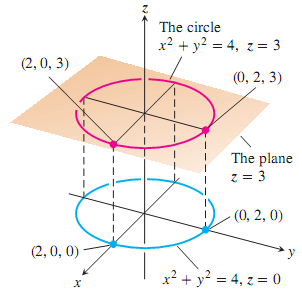 z
The circle
x² + y² = 4, z = 3
(2, 0, 3)
(0, 2, 3)
The plane
z = 3
(0, 2, 0)
(2, 0, 0)
y
x
x² + y² = 4, z = 0